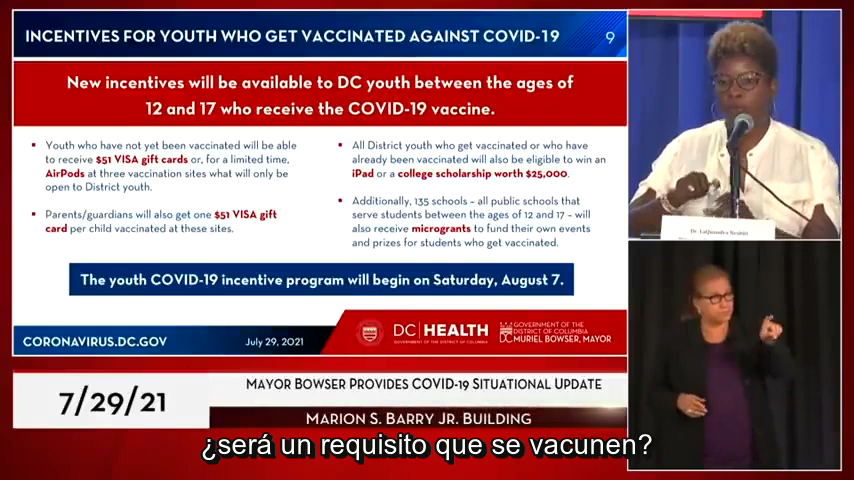 INCENTIVES FOR YOUTH WHO GET VACCINATED AGAINST COVID-19
9
New incentives will be available to DC youth between the ages of
12 and 17 who receive the COVID-19 vaccine.
▪ Youth who have not yet been vaccinated will be able
to receive $51 VISA gift cards or, for a limited time,
AirPods at three vaccination sites what will only be
open to District youth.
▪ Parents/guardians will also get one $51 VISA gift
card per child vaccinated at these sites.
▪ All District youth who get vaccinated or who have
already been vaccinated will also be eligible to win an
iPad or a college scholarship worth $25,000.
▪ Additionally, 135 schools – all public schools that
serve students between the ages of 12 and 17 – will
also receive microgrants to fund their own events
and prizes for students who get vaccinated.
The youth COVID-19 incentive program will begin on Saturday, August 7.
CORONAVIRUS.DC.GOV
July 29, 2021
DC HEALTH
GOVERNMENT OF THE DISTRICT OF COLUMBIA
GOVERNMENT OF THE
DISTRICT OF COLUMBIA
MURIEL BOWSER, MAYOR
Dr. LaQuandra Nesbitt
7/29/21
MAYOR BOWSER PROVIDES COVID-19 SITUATIONAL UPDATE
MARION S. BARRY JR. BUILDING
¿será un requisito que se vacunen?